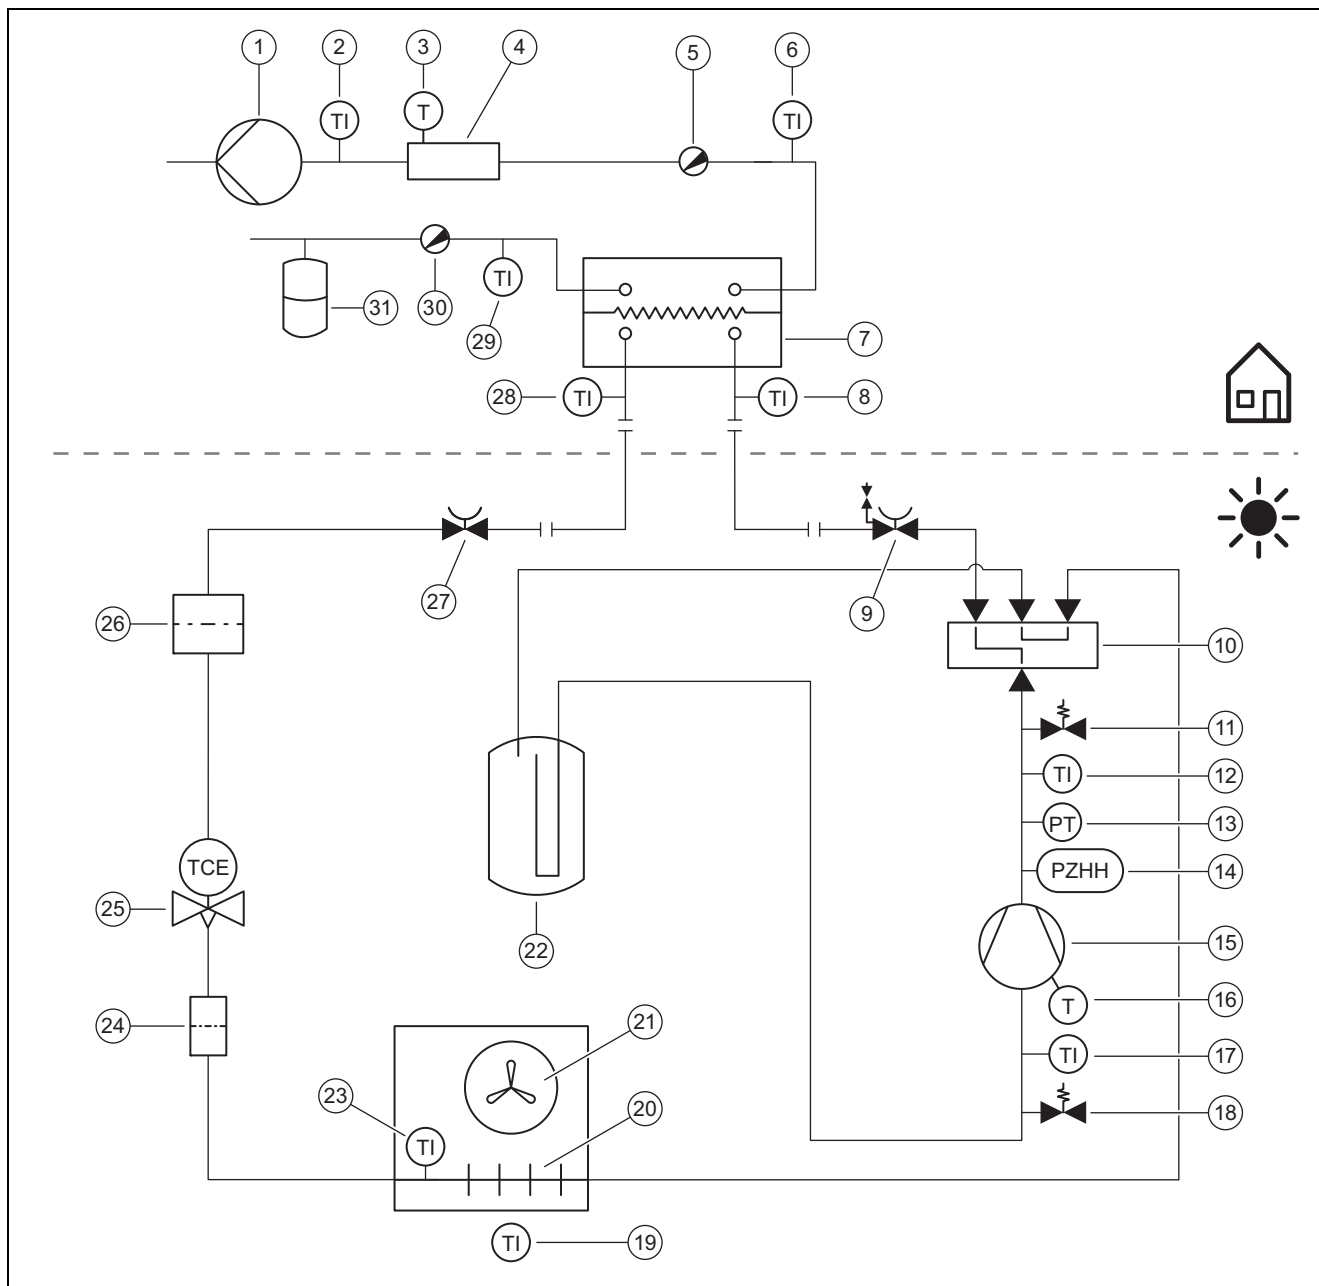 1 2 3 4 5 6
TI T TI
TI
31 30 29 7
28 TI TI 8
27 9
26 10
11
TI 12
PT 13
TCE PZHH 14
25 15
22
T 16
24 21 TI 17
23 20 18
TI
TI 19